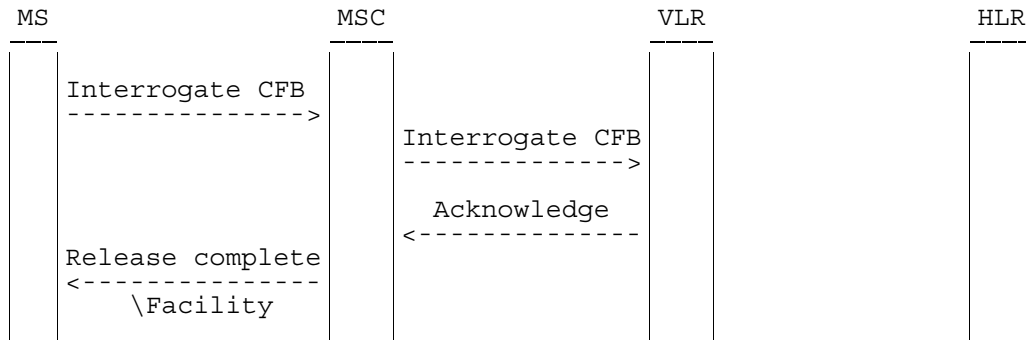 MS MSC VLR HLR
Interrogate CFB
--------------->
Interrogate CFB
-------------->
Acknowledge
<--------------
Release complete
<---------------
\Facility